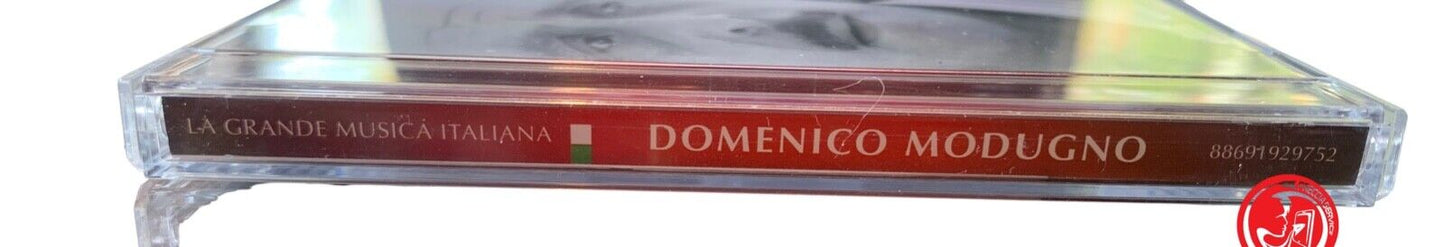 LA GRANDE MUSICA ITALIANA
DOMENICO MODUGNO
88691929752